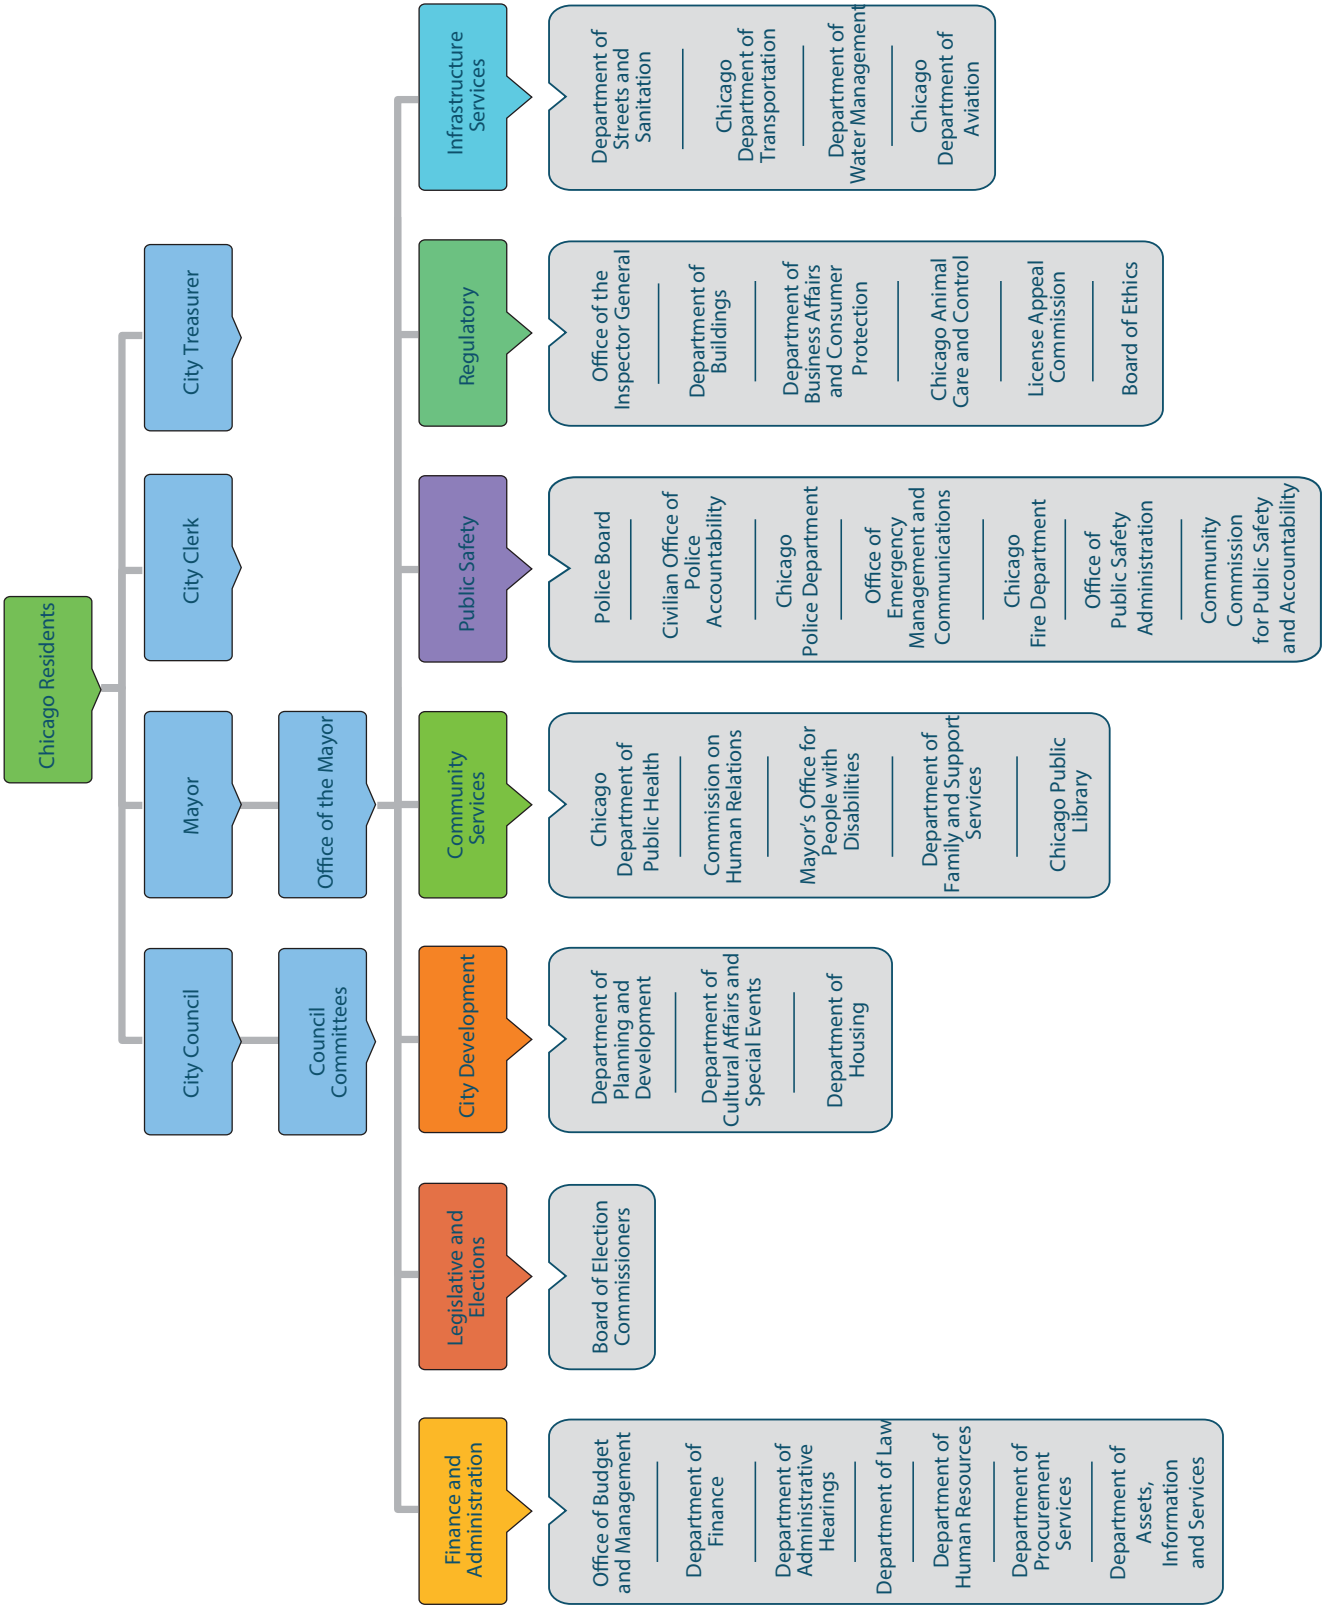 Chicago Residents
City Council
Mayor
City Clerk
City Treasurer
Council
Committees
Office of the Mayor
Finance and
Administration
Legislative and
Elections
City Development
Community
Services
Public Safety
Regulatory
Infrastructure
Services
Office of Budget
and Management
Department of
Finance
Department of
Administrative
Hearings
Department of Law
Department of
Human Resources
Department of
Procurement
Services
Department of
Assets,
Information
and Services
Board of Election
Commissioners
Department of
Planning and
Development
Department of
Cultural Affairs and
Special Events
Department of
Housing
Chicago
Department of
Public Health
Commission on
Human Relations
Mayor's Office for
People with
Disabilities
Department of
Family and Support
Services
Chicago Public
Library
Police Board
Civilian Office of
Police
Accountability
Chicago
Police Department
Office of
Emergency
Management and
Communications
Chicago
Fire Department
Office of
Public Safety
Administration
Community
Commission
for Public Safety
and Accountability
Office of the
Inspector General
Department of
Buildings
Department of
Business Affairs
and Consumer
Protection
Chicago Animal
Care and Control
License Appeal
Commission
Board of Ethics
Department of
Streets and
Sanitation
Chicago
Department of
Transportation
Department of
Water Management
Chicago
Department of
Aviation